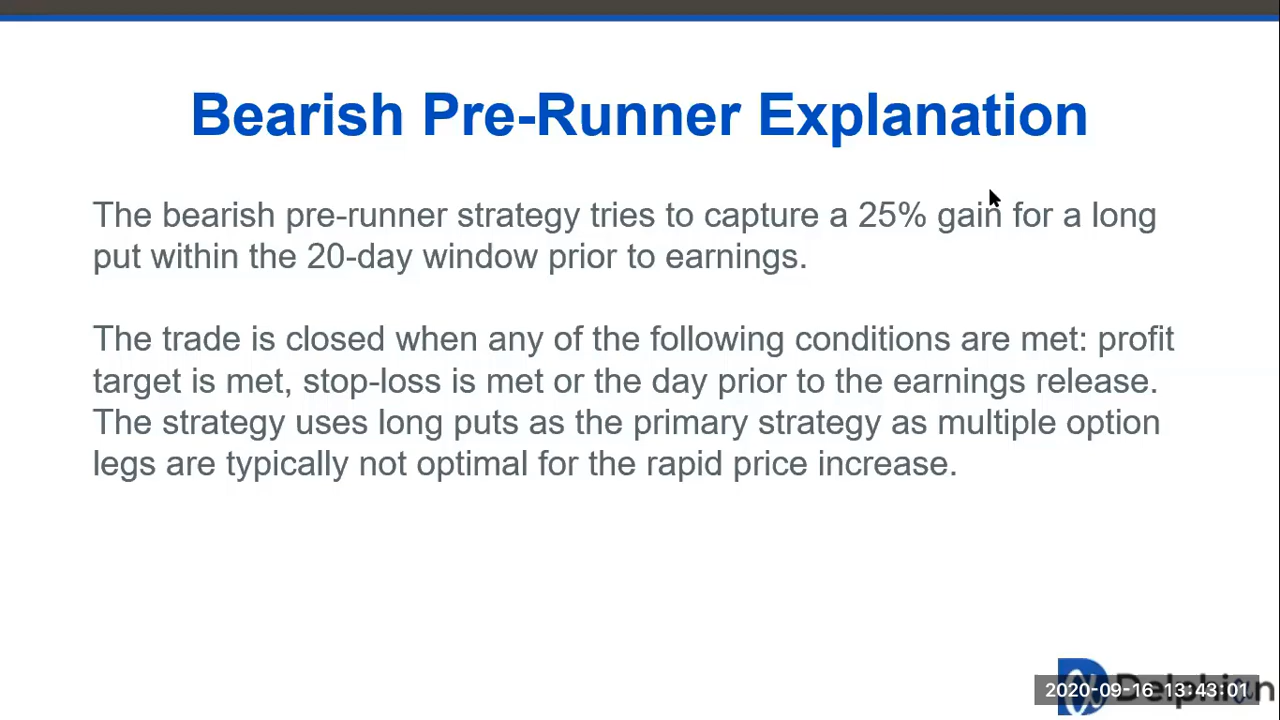 Bearish Pre-Runner Explanation
The bearish pre-runner strategy tries to capture a 25% gain for a long
put within the 20-day window prior to earnings.
The trade is closed when any of the following conditions are met: profit
target is met, stop-loss is met or the day prior to the earnings release.
The strategy uses long puts as the primary strategy as multiple option
legs are typically not optimal for the rapid price increase.
Delphian
2020-09-16 13:43:01